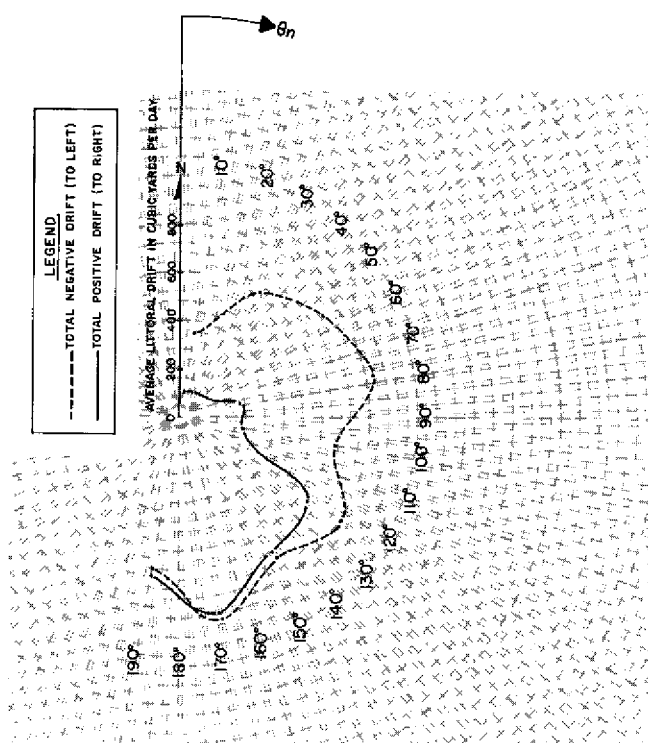 θn
LEGEND
TOTAL NEGATIVE DRIFT (TO LEFT)
TOTAL POSITIVE DRIFT (TO RIGHT)
AVERAGE LITTORAL DRIFT IN CUBIC YARDS PER DAY
0 200 400 600 800
N
10°
20°
30°
40°
50°
60°
70°
80°
90°
100°
110°
120°
130°
140°
150°
160°
170°
180°
190°